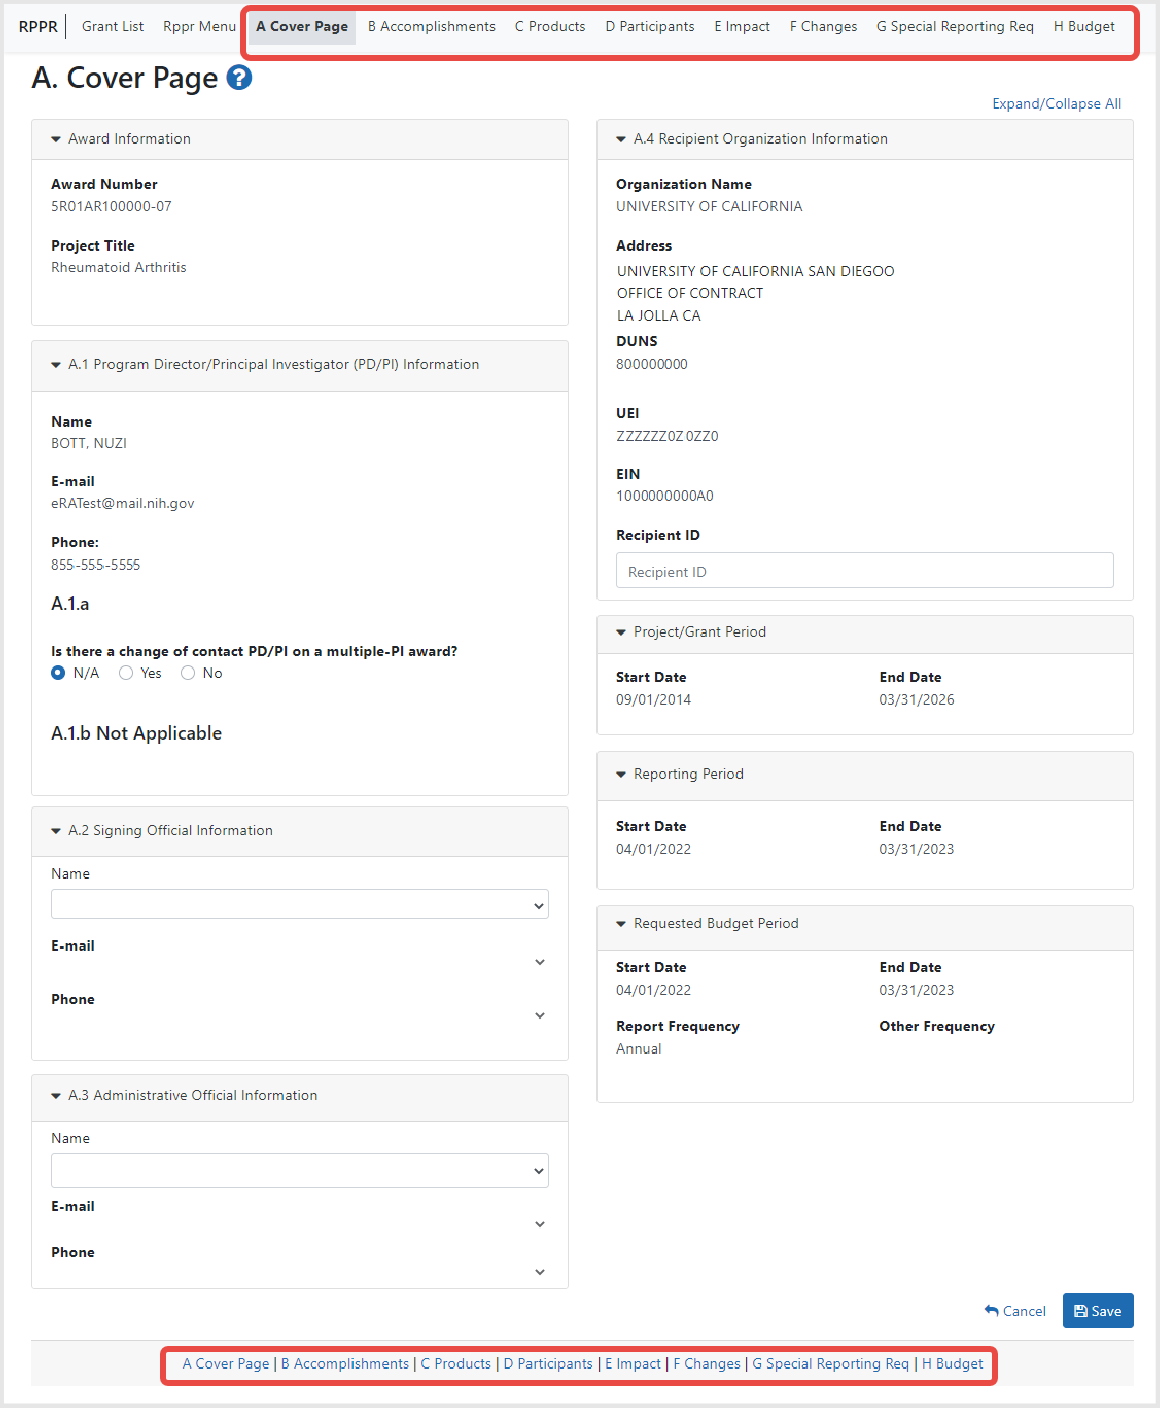 RPPR Grant List Rppr Menu A Cover Page B Accomplishments C Products D Participants E Impact F Changes G Special Reporting Req H Budget
A. Cover Page ?
Expand/Collapse All
Award Information
Award Number
5R01AR100000-07
Project Title
Rheumatoid Arthritis
A.1 Program Director/Principal Investigator (PD/PI) Information
Name
BOTT, NUZI
E-mail
eRATest@mail.nih.gov
Phone:
855-555-5555
A.1.a
Is there a change of contact PD/PI on a multiple-PI award?
N/A Yes No
A.1.b Not Applicable
A.2 Signing Official Information
Name
E-mail
Phone
A.3 Administrative Official Information
Name
E-mail
Phone
A.4 Recipient Organization Information
Organization Name
UNIVERSITY OF CALIFORNIA
Address
UNIVERSITY OF CALIFORNIA SAN DIEGOO
OFFICE OF CONTRACT
LA JOLLA CA
DUNS
800000000
UEI
ZZZZZZ0Z0ZZ0
EIN
1000000000A0
Recipient ID
Recipient ID
Project/Grant Period
Start Date End Date
09/01/2014 03/31/2026
Reporting Period
Start Date End Date
04/01/2022 03/31/2023
Requested Budget Period
Start Date End Date
04/01/2022 03/31/2023
Report Frequency Other Frequency
Annual
Cancel Save
A Cover Page | B Accomplishments | C Products | D Participants | E Impact | F Changes | G Special Reporting Req | H Budget